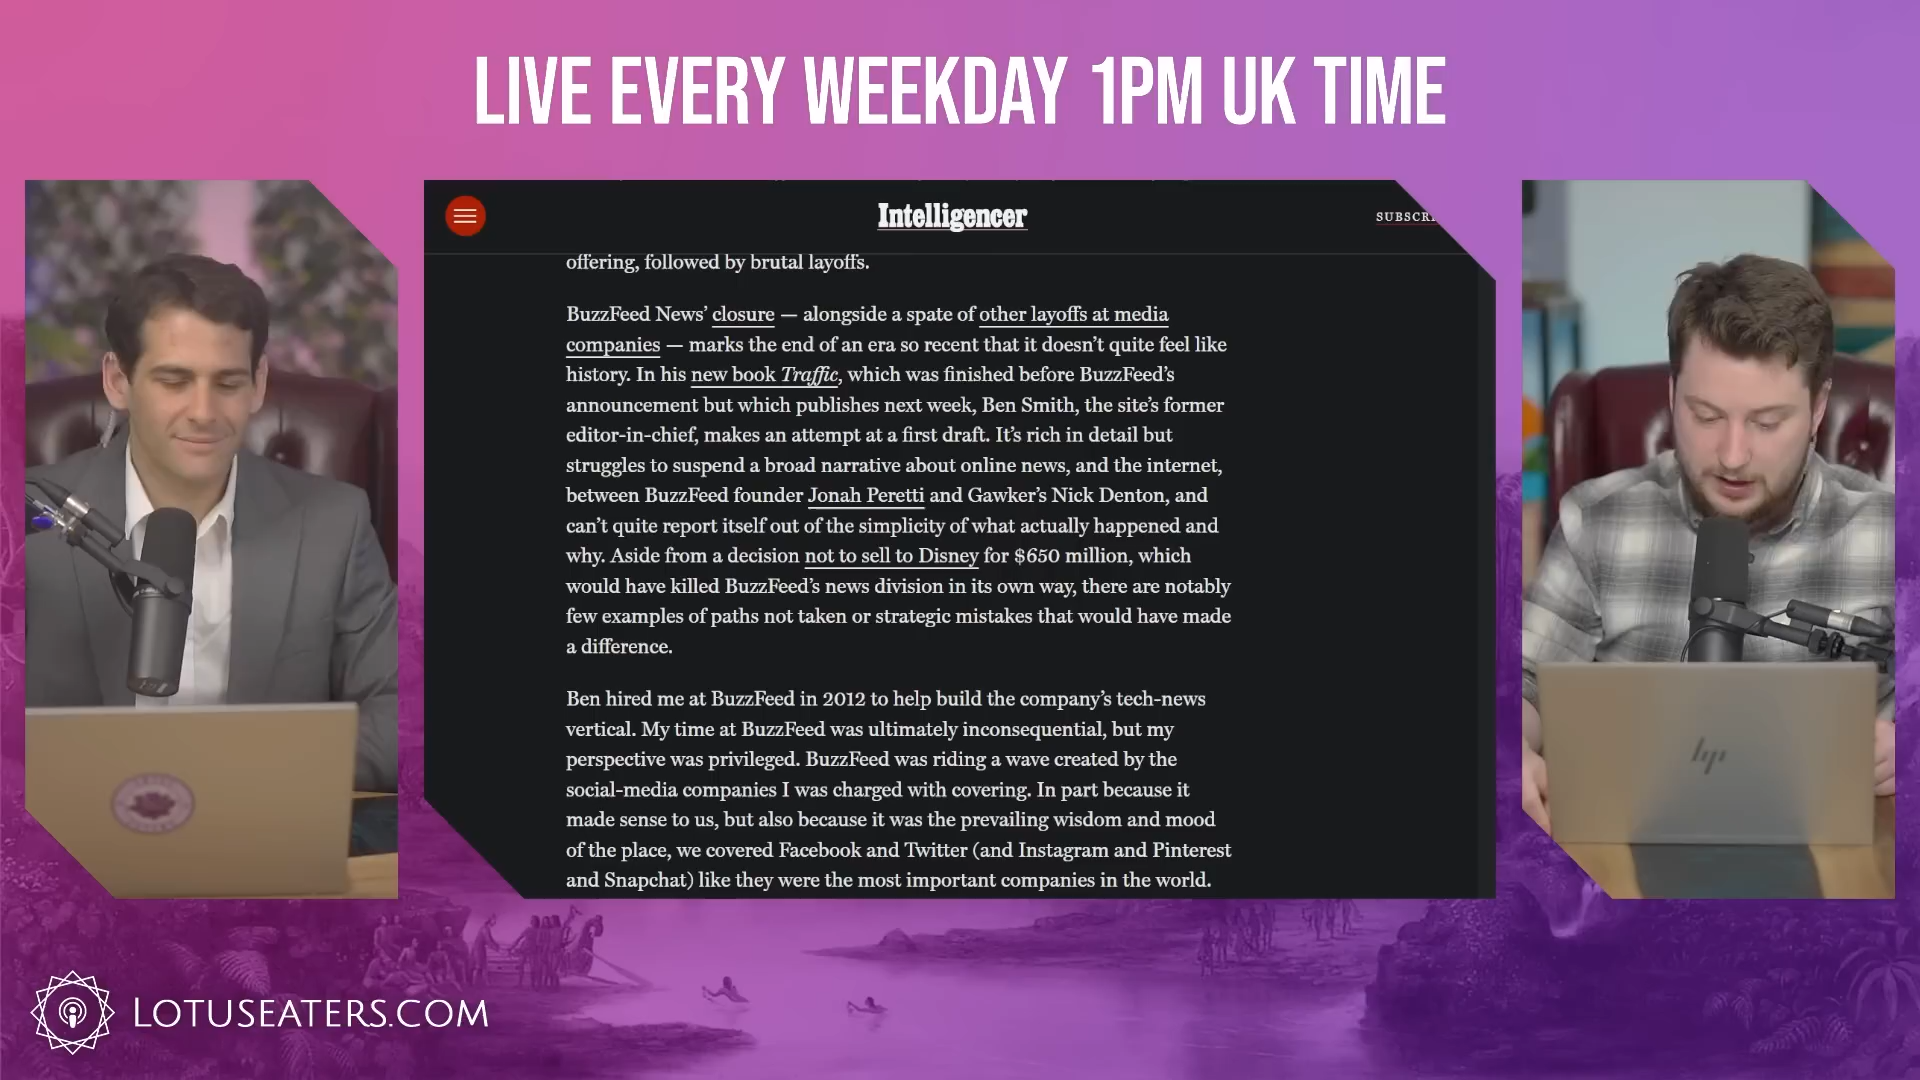 LIVE EVERY WEEKDAY 1PM UK TIME
Intelligencer
offering, followed by brutal layoffs.
BuzzFeed News’ closure — alongside a spate of other layoffs at media
companies — marks the end of an era so recent that it doesn’t quite feel like
history. In his new book Traffic, which was finished before BuzzFeed’s
announcement but which publishes next week, Ben Smith, the site’s former
editor-in-chief, makes an attempt at a first draft. It’s rich in detail but
struggles to suspend a broad narrative about online news, and the internet,
between BuzzFeed founder Jonah Peretti and Gawker’s Nick Denton, and
can’t quite report itself out of the simplicity of what actually happened and
why. Aside from a decision not to sell to Disney for $650 million, which
would have killed BuzzFeed’s news division in its own way, there are notably
few examples of paths not taken or strategic mistakes that would have made
a difference.
Ben hired me at BuzzFeed in 2012 to help build the company’s tech-news
vertical. My time at BuzzFeed was ultimately inconsequential, but my
perspective was privileged. BuzzFeed was riding a wave created by the
social-media companies I was charged with covering. In part because it
made sense to us, but also because it was the prevailing wisdom and mood
of the place, we covered Facebook and Twitter (and Instagram and Pinterest
and Snapchat) like they were the most important companies in the world.
hp
LOTUSEATERS.COM